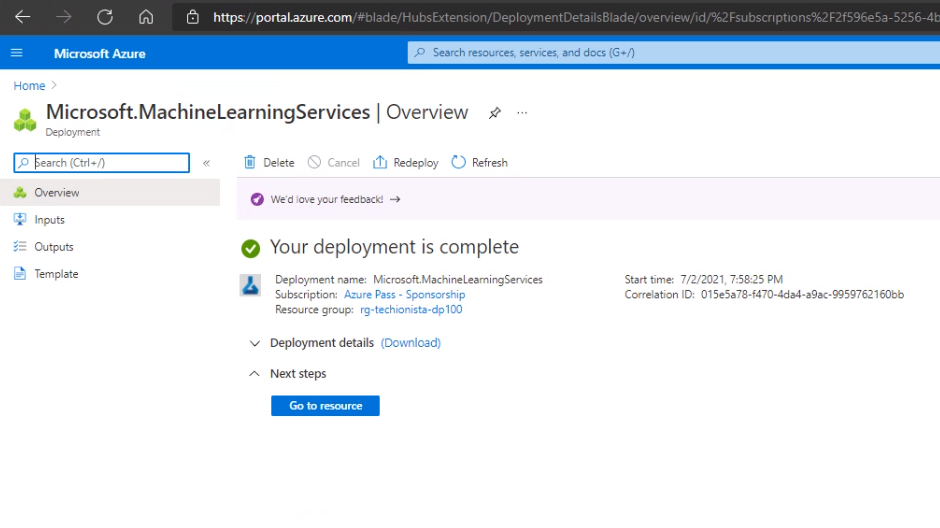 https://portal.azure.com/#blade/HubsExtension/DeploymentDetailsBlade/overview/id/%2Fsubscriptions%2F2f596e5a-5256-4b
Microsoft Azure
Search resources, services, and docs (G+/)
Home
Microsoft.MachineLearningServices | Overview
Deployment
Search (Ctrl+/)
Delete Cancel Redeploy Refresh
Overview
We'd love your feedback!
Inputs
Outputs
Your deployment is complete
Template
Deployment name: Microsoft.MachineLearningServices
Subscription: Azure Pass - Sponsorship
Resource group: rg-techionista-dp100
Start time: 7/2/2021, 7:58:25 PM
Correlation ID: 015e5a78-f470-4da4-a9ac-9959762160bb
Deployment details (Download)
Next steps
Go to resource